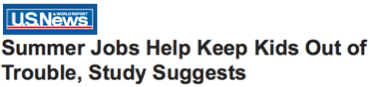 U.S.News
& WORLD REPORT
Summer Jobs Help Keep Kids Out of
Trouble, Study Suggests